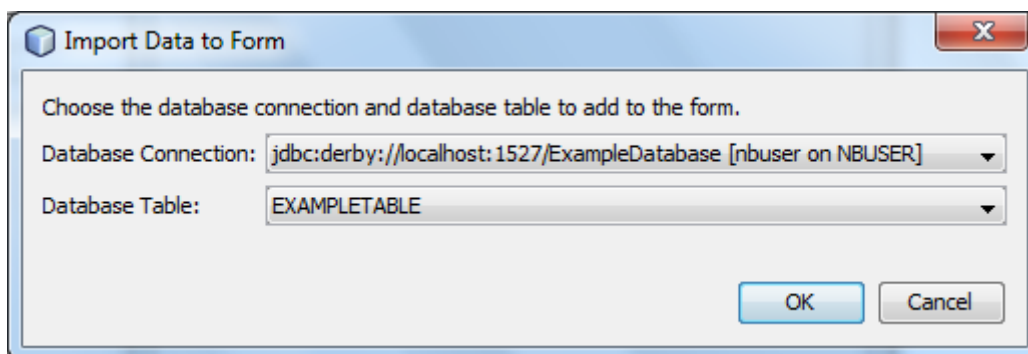 Import Data to Form
Choose the database connection and database table to add to the form.
Database Connection: jdbc:derby://localhost:1527/ExampleDatabase [nbuser on NBUSER]
Database Table: EXAMPLETABLE
OK Cancel